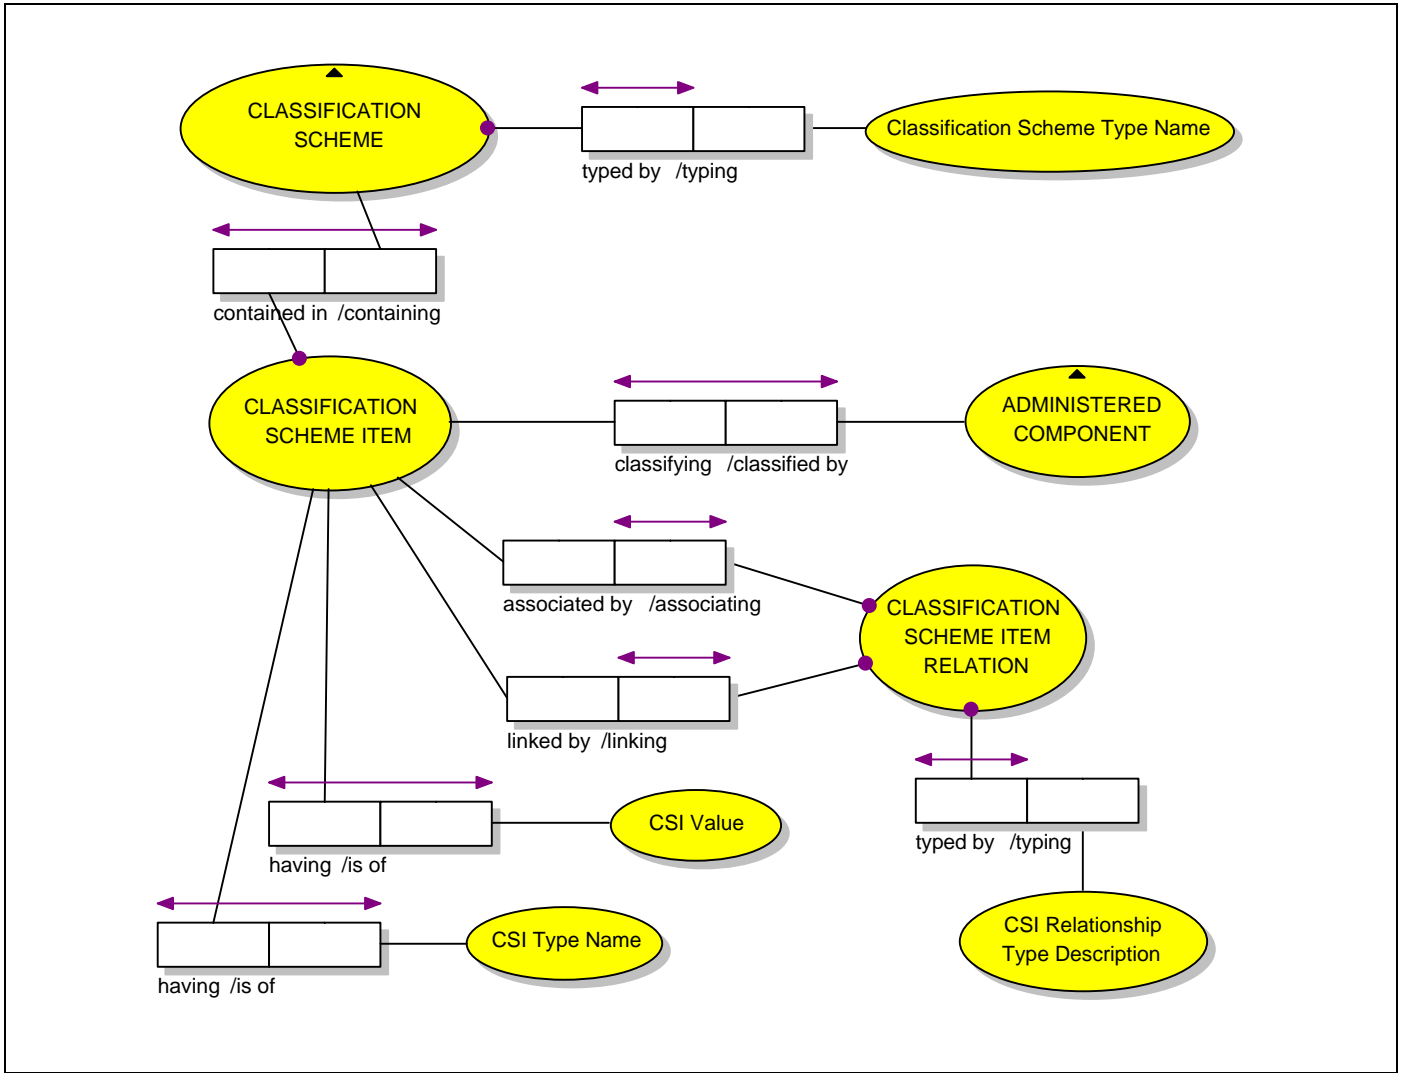 CLASSIFICATION
SCHEME
Classification Scheme Type Name
typed by /typing
contained in /containing
CLASSIFICATION
SCHEME ITEM
ADMINISTERED
COMPONENT
classifying /classified by
associated by /associating
CLASSIFICATION
SCHEME ITEM
RELATION
linked by /linking
CSI Value
typed by /typing
having /is of
CSI Relationship
Type Description
CSI Type Name
having /is of